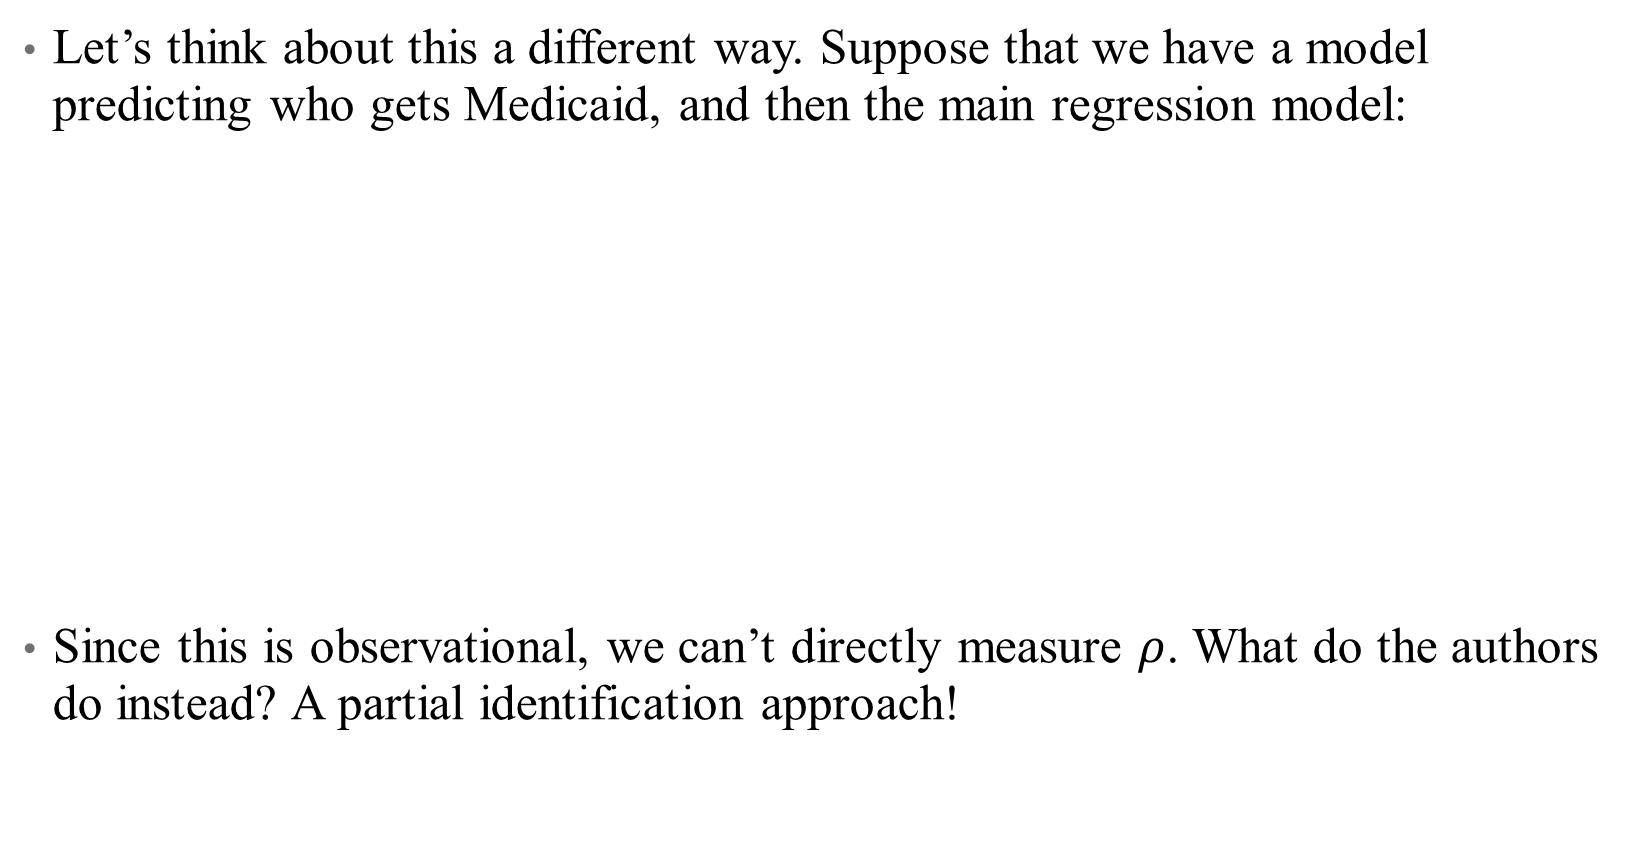 • Let’s think about this a different way. Suppose that we have a model
predicting who gets Medicaid, and then the main regression model:
• Since this is observational, we can’t directly measure ρ. What do the authors
do instead? A partial identification approach!